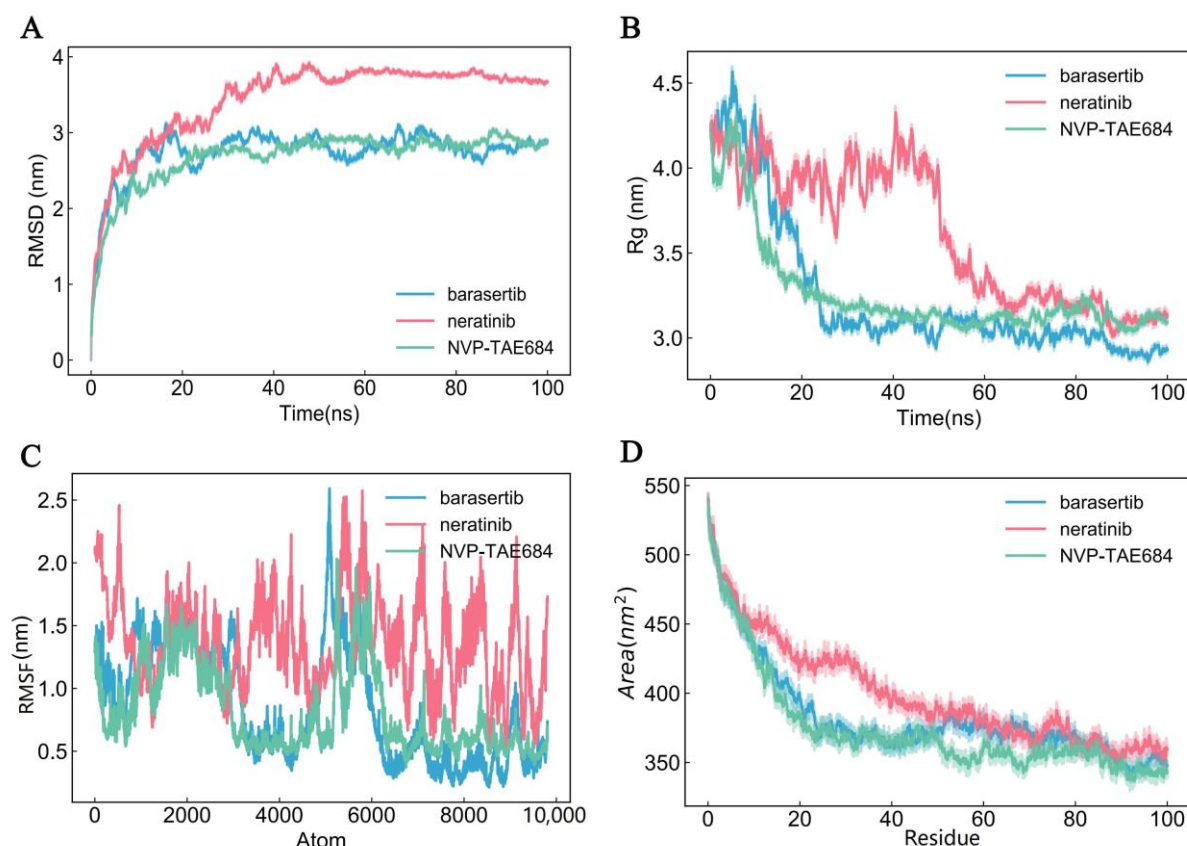 A
RMSD (nm)
4
3
2
1
0
barasertib
neratinib
NVP-TAE684
0 20 40 60 80 100
Time(ns)
B
Rg (nm)
4.5
4.0
3.5
3.0
barasertib
neratinib
NVP-TAE684
0 20 40 60 80 100
Time(ns)
C
RMSF(nm)
2.5
2.0
1.5
1.0
0.5
barasertib
neratinib
NVP-TAE684
0 2000 4000 6000 8000 10,000
Atom
D
Area(nm²)
550
500
450
400
350
barasertib
neratinib
NVP-TAE684
0 20 40 60 80 100
Residue